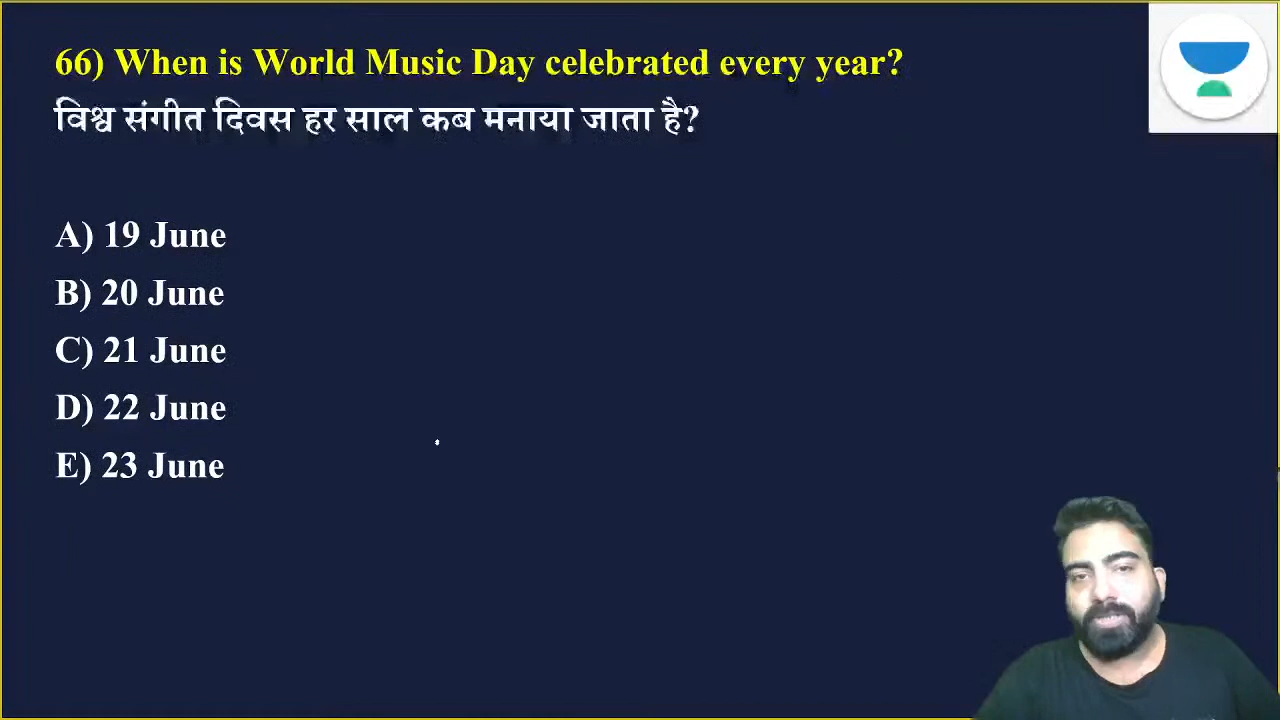 66) When is World Music Day celebrated every year?
विश्व संगीत दिवस हर साल कब मनाया जाता है?
A) 19 June
B) 20 June
C) 21 June
D) 22 June
E) 23 June